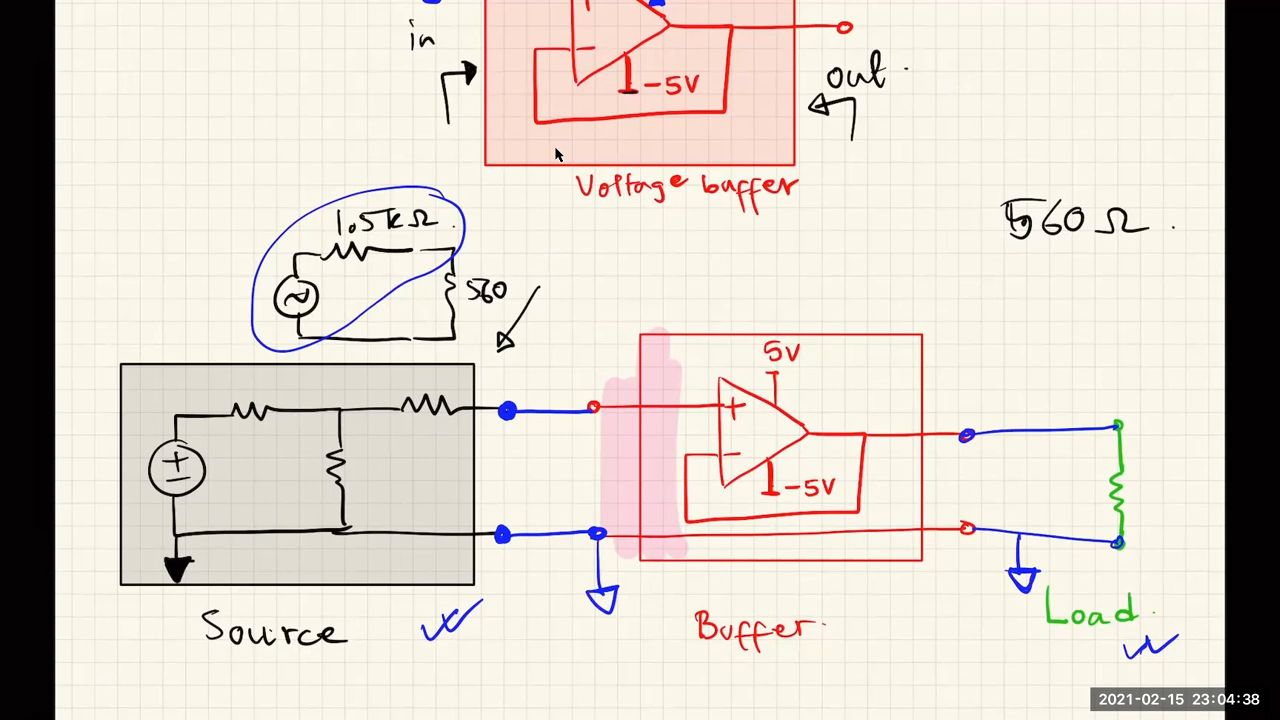 in
-5V
out.
Voltage buffer
1.5kΩ.
560Ω.
560
5V
+
-5V
Source
Buffer.
Load.
2021-02-15 23:04:38